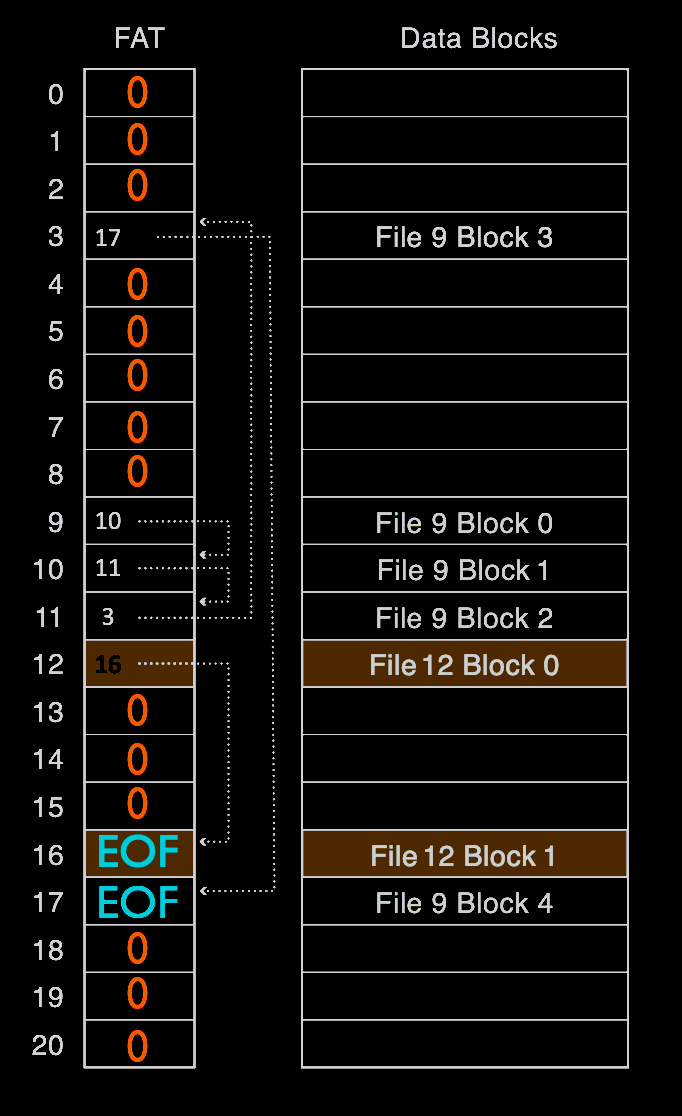 FAT Data Blocks
0 0
1 0
2 0
3 17 File 9 Block 3
4 0
5 0
6 0
7 0
8 0
9 10 File 9 Block 0
10 11 File 9 Block 1
11 3 File 9 Block 2
12 16 File 12 Block 0
13 0
14 0
15 0
16 EOF File 12 Block 1
17 EOF File 9 Block 4
18 0
19 0
20 0